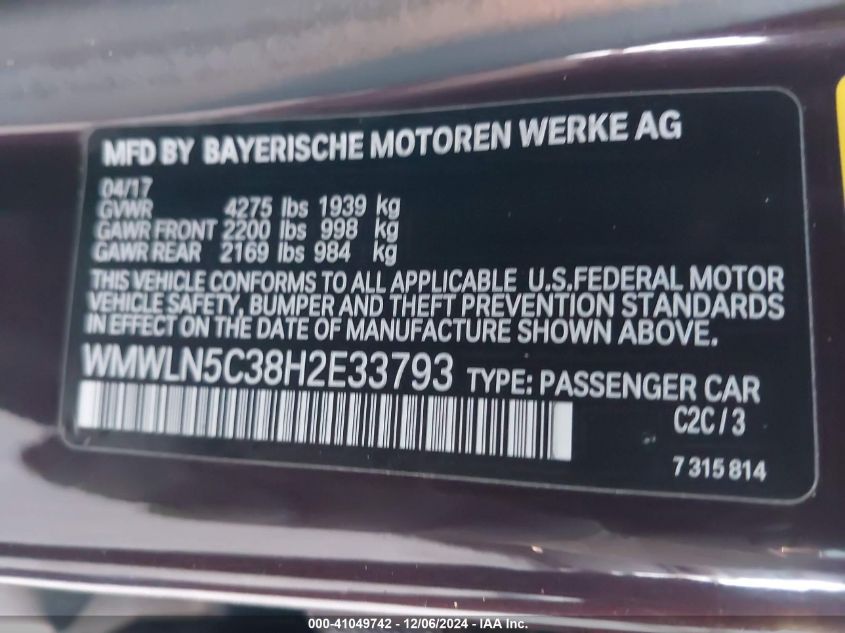 MFD BY BAYERISCHE MOTOREN WERKE AG
04/17
GVWR 4275 lbs 1939 kg
GAWR FRONT 2200 lbs 998 kg
GAWR REAR 2169 lbs 984 kg
THIS VEHICLE CONFORMS TO ALL APPLICABLE U.S.FEDERAL MOTOR
VEHICLE SAFETY, BUMPER AND THEFT PREVENTION STANDARDS
IN EFFECT ON THE DATE OF MANUFACTURE SHOWN ABOVE.
WMWLN5C38H2E33793 TYPE: PASSENGER CAR
C2C / 3
7 315 814
000-41049742 - 12/06/2024 - IAA Inc.